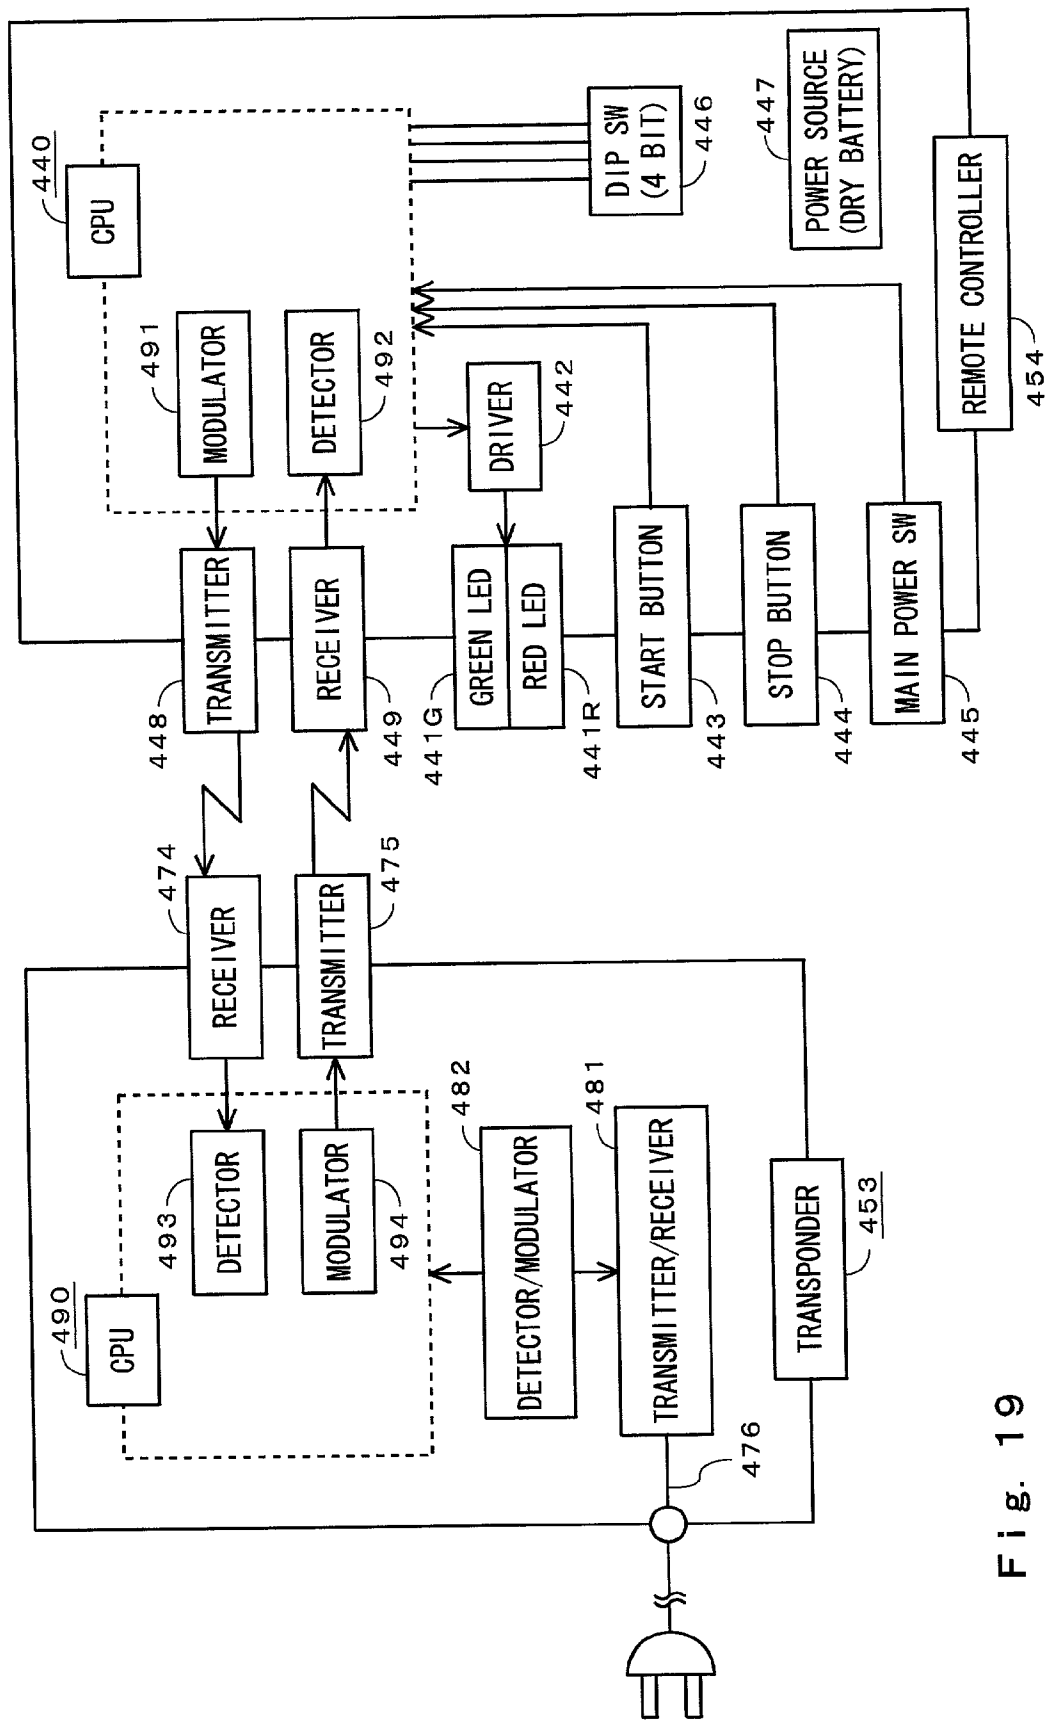 490
CPU
493
DETECTOR
MODULATOR
494
482
DETECTOR/MODULATOR
481
TRANSMITTER/RECEIVER
476
TRANSPONDER
453
474
RECEIVER
TRANSMITTER
475
448
TRANSMITTER
RECEIVER
449
440
CPU
491
MODULATOR
DETECTOR
492
441G
GREEN LED
RED LED
441R
DRIVER
442
START BUTTON
443
STOP BUTTON
444
MAIN POWER SW
445
DIP SW
(4 BIT)
446
447
POWER SOURCE
(DRY BATTERY)
REMOTE CONTROLLER
454
Fig. 19